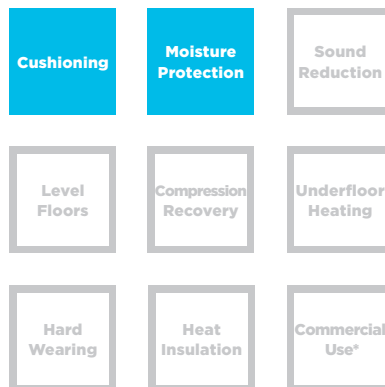 Cushioning
Moisture
Protection
Sound
Reduction
Level
Floors
Compression
Recovery
Underfloor
Heating
Hard
Wearing
Heat
Insulation
Commercial
Use*